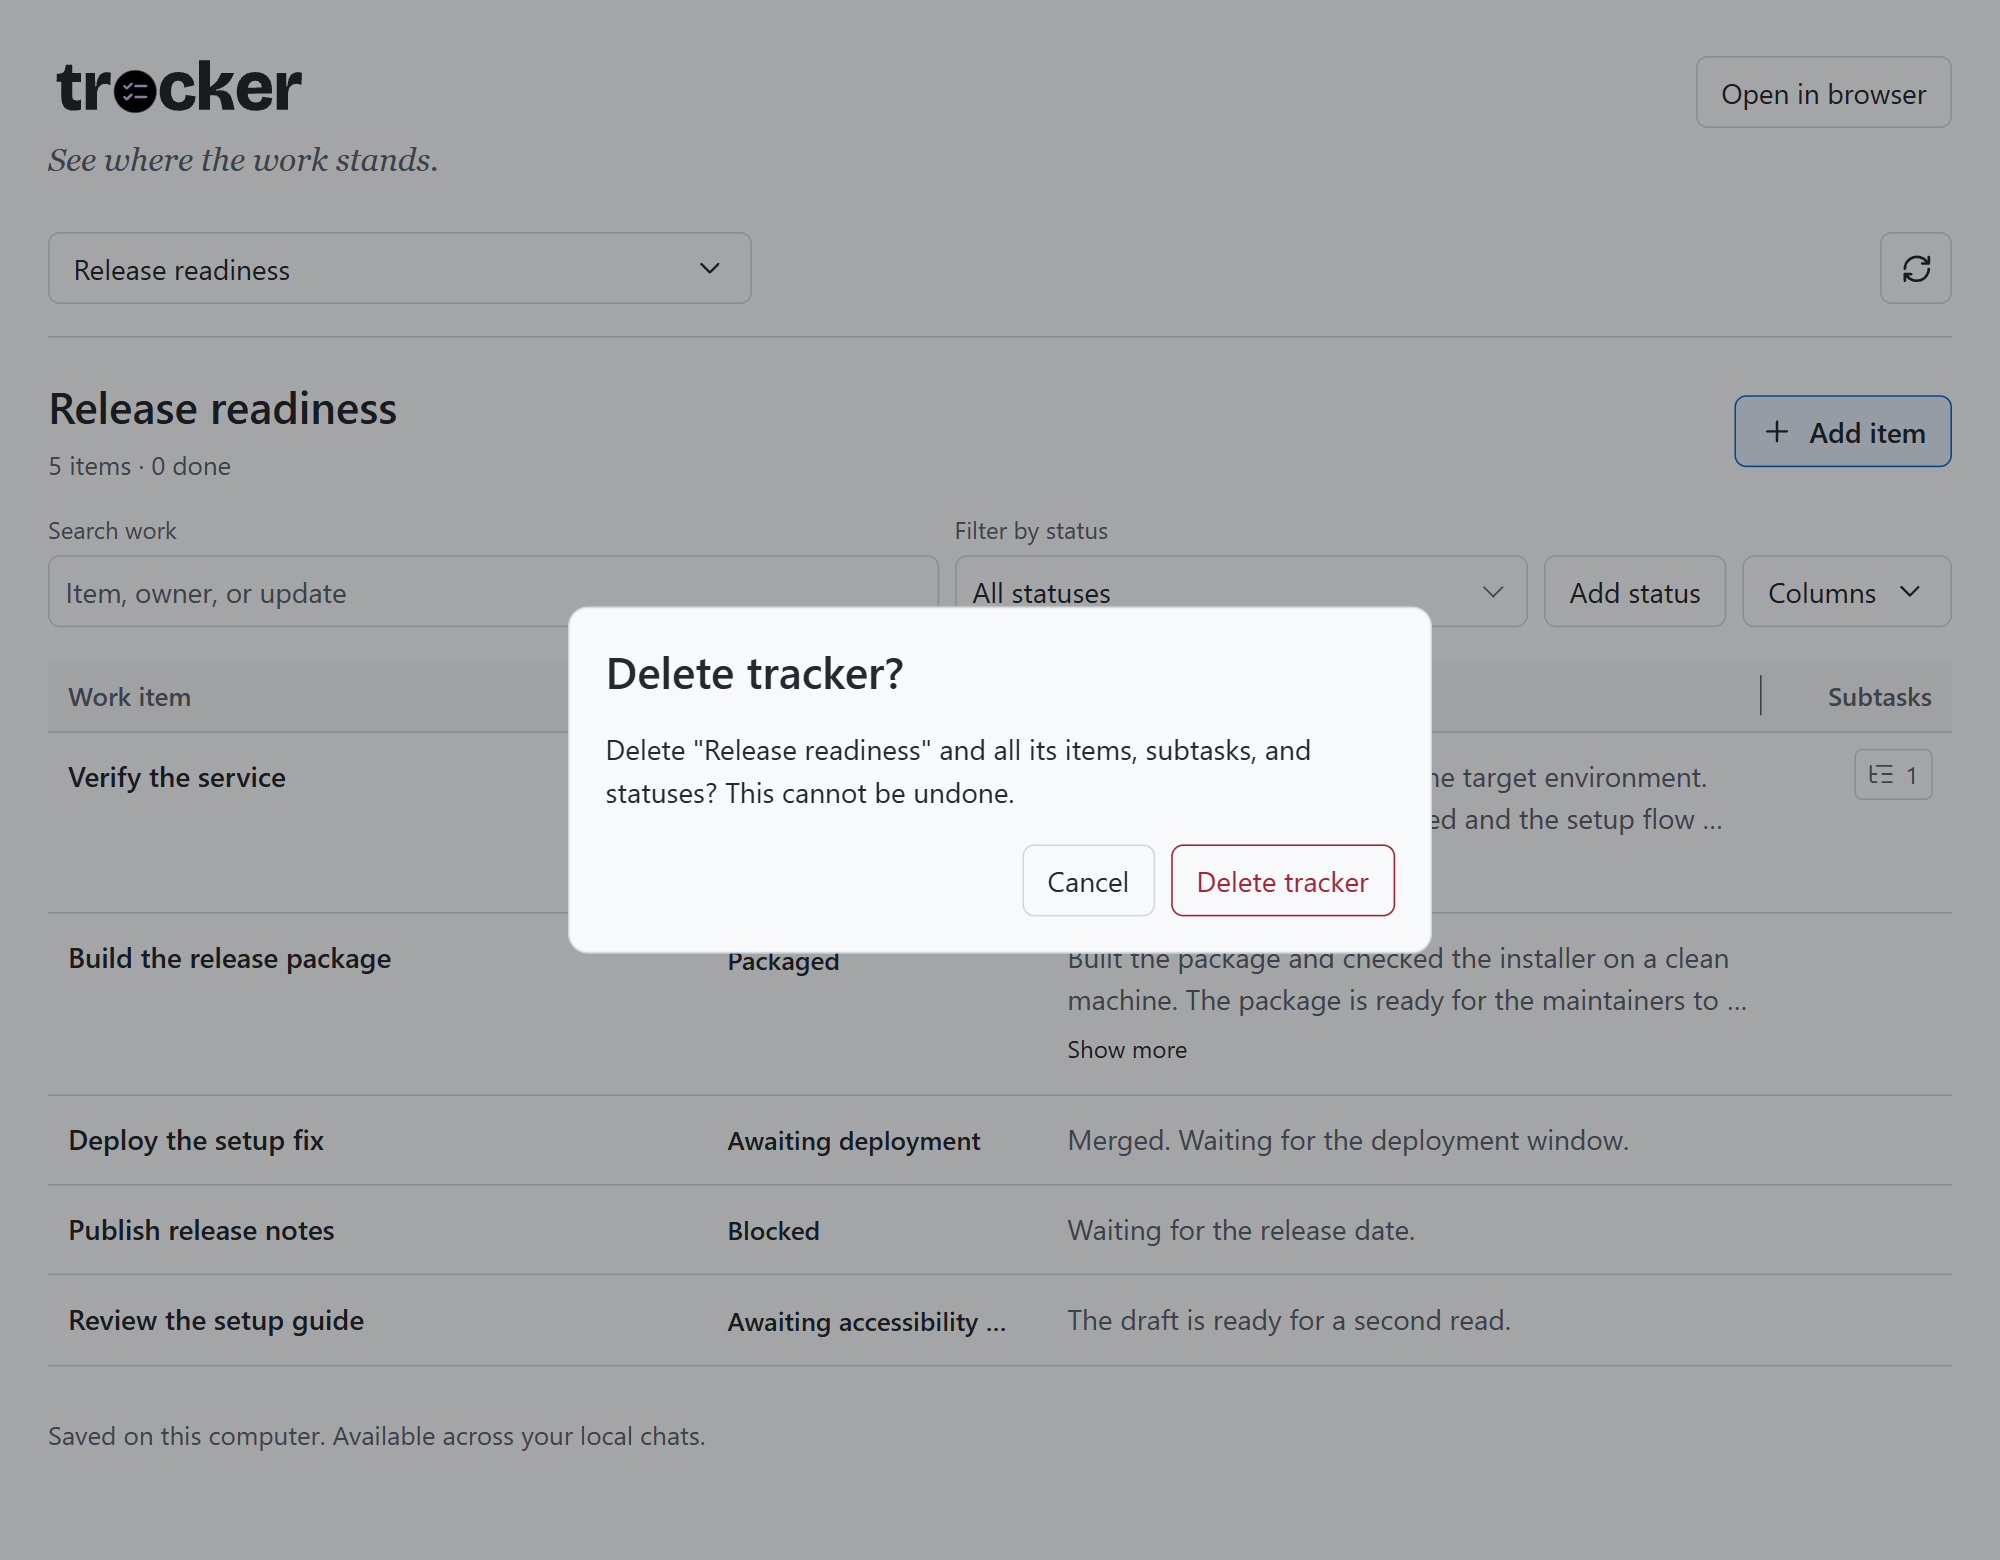 trocker
See where the work stands.
Open in browser
Release readiness
Release readiness
5 items · 0 done
Add item
Search work
Filter by status
Item, owner, or update
All statuses
Add status
Columns
Work item
Subtasks
Delete tracker?
Delete "Release readiness" and all its items, subtasks, and
statuses? This cannot be undone.
Cancel
Delete tracker
Verify the service
target environment.
and the setup flow ...
1
Build the release package
Packaged
Built the package and checked the installer on a clean
machine. The package is ready for the maintainers to ...
Show more
Deploy the setup fix
Awaiting deployment
Merged. Waiting for the deployment window.
Publish release notes
Blocked
Waiting for the release date.
Review the setup guide
Awaiting accessibility ...
The draft is ready for a second read.
Saved on this computer. Available across your local chats.